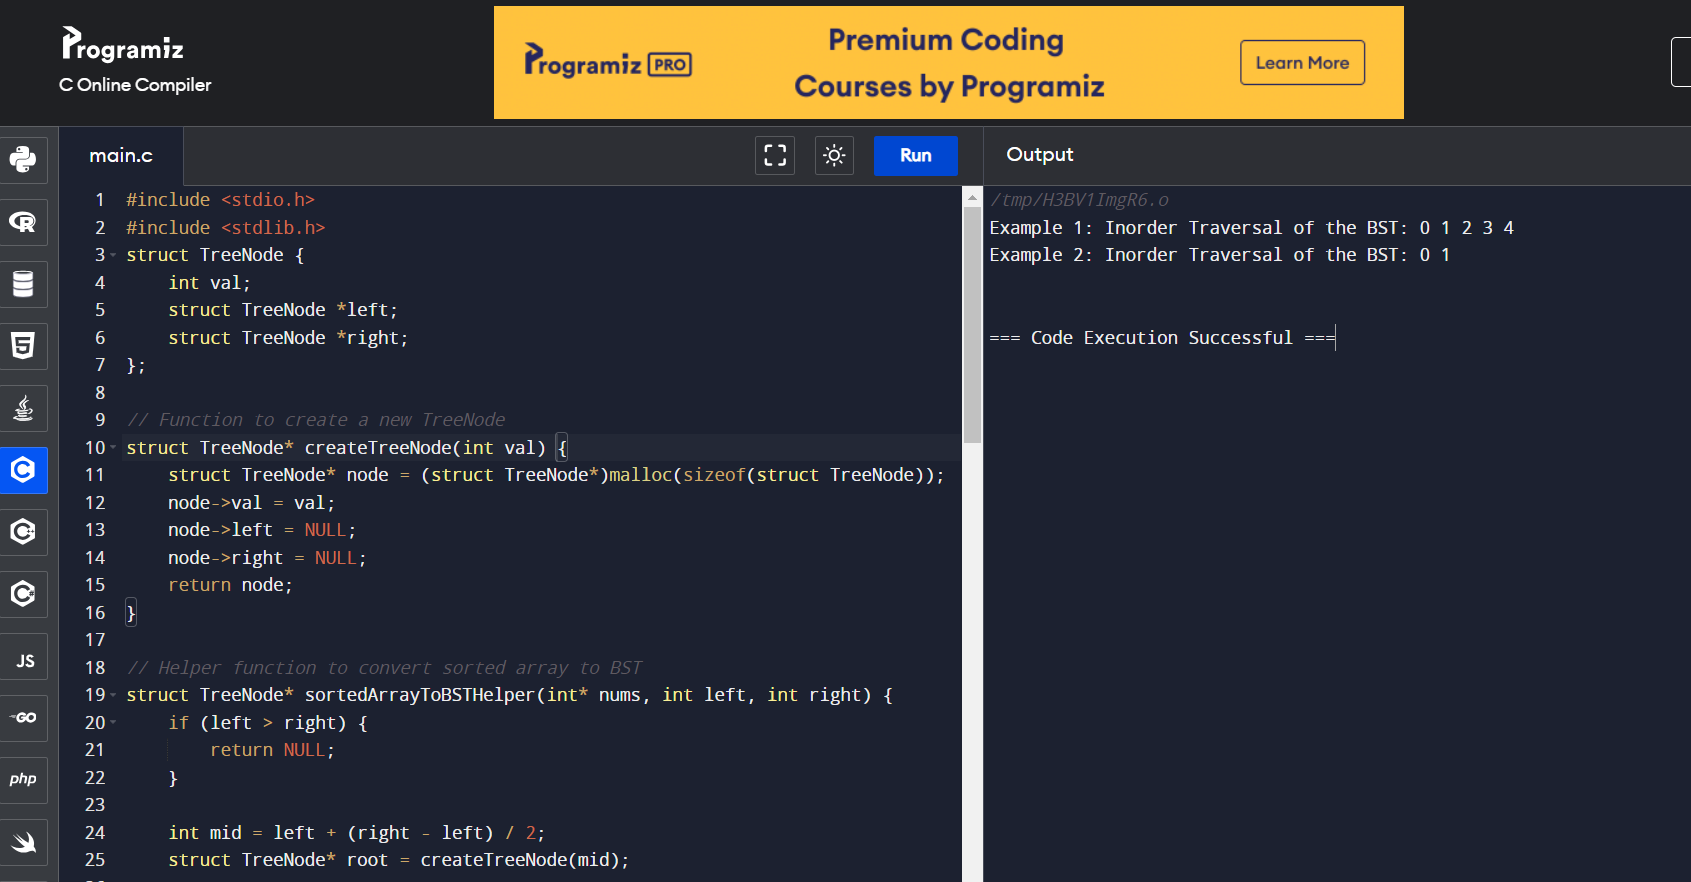 Programiz
C Online Compiler
Programiz PRO
Premium Coding
Courses by Programiz
Learn More
main.c
Run
Output
1 #include <stdio.h>
2 #include <stdlib.h>
3 struct TreeNode {
4     int val;
5     struct TreeNode *left;
6     struct TreeNode *right;
7 };
8
9 // Function to create a new TreeNode
10 struct TreeNode* createTreeNode(int val) {
11     struct TreeNode* node = (struct TreeNode*)malloc(sizeof(struct TreeNode));
12     node->val = val;
13     node->left = NULL;
14     node->right = NULL;
15     return node;
16 }
17
18 // Helper function to convert sorted array to BST
19 struct TreeNode* sortedArrayToBSTHelper(int* nums, int left, int right) {
20     if (left > right) {
21         return NULL;
22     }
23
24     int mid = left + (right - left) / 2;
25     struct TreeNode* root = createTreeNode(mid);
/tmp/H3BV1ImgR6.o
Example 1: Inorder Traversal of the BST: 0 1 2 3 4
Example 2: Inorder Traversal of the BST: 0 1
=== Code Execution Successful ===
R
5
C
C++
C#
JS
GO
php